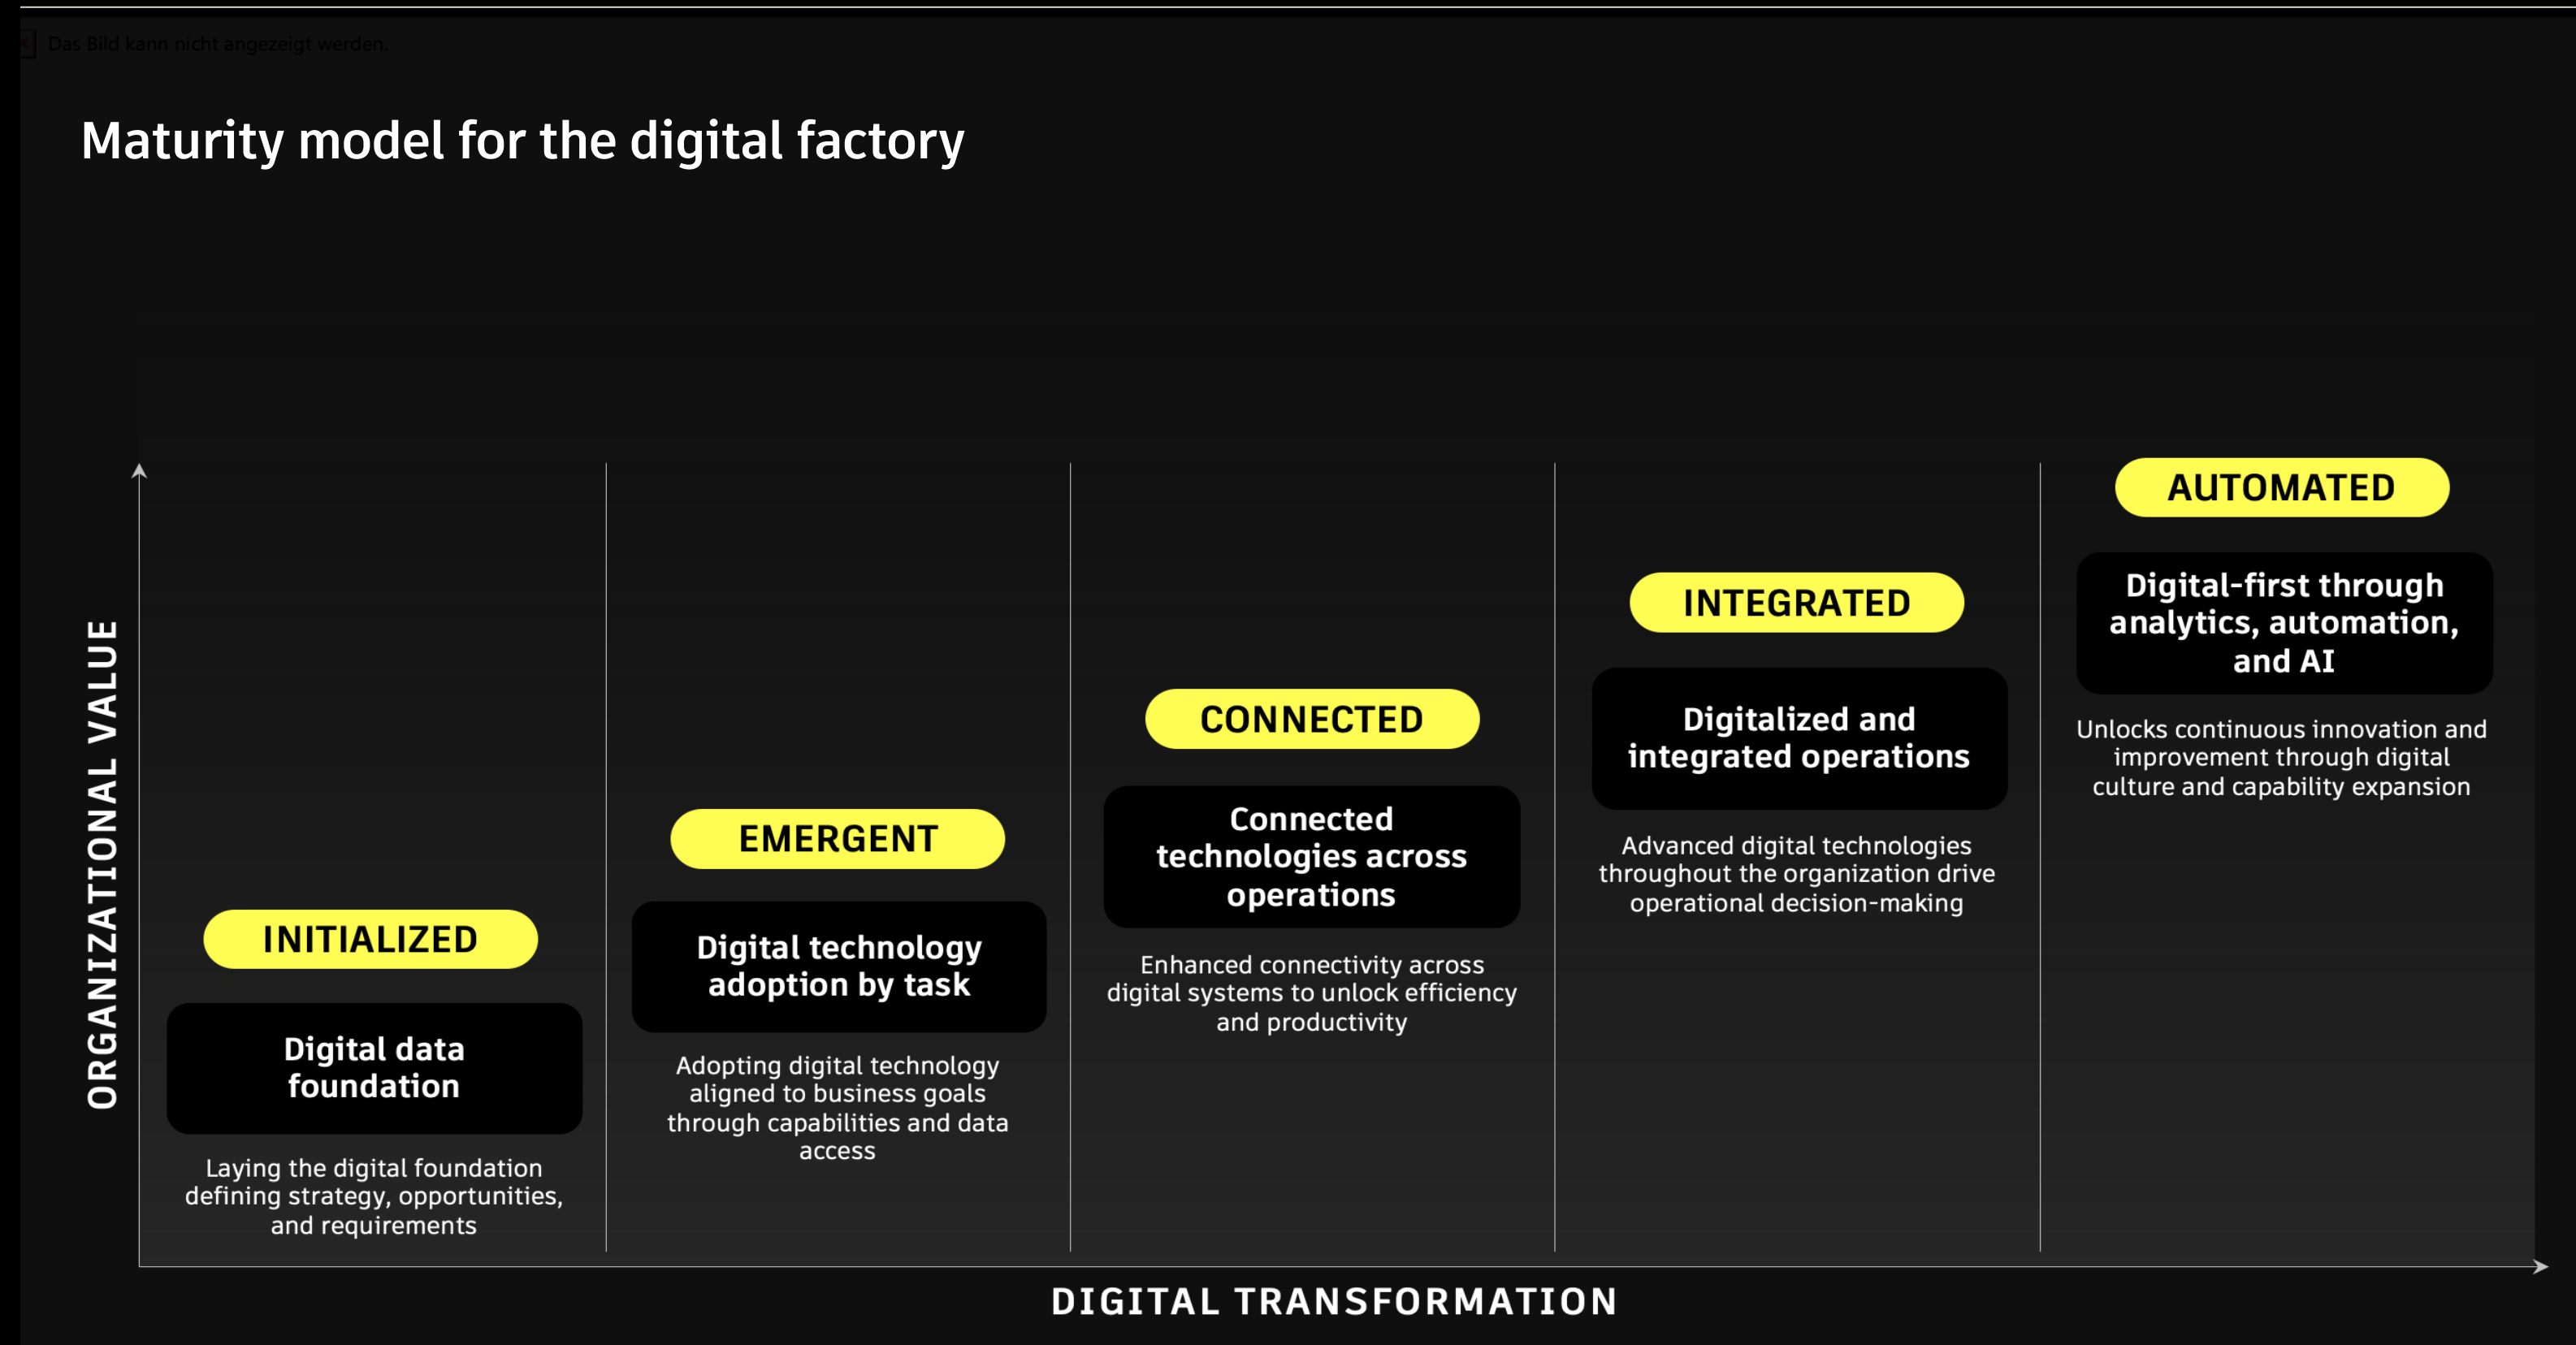 Das Bild kann nicht angezeigt werden.
Maturity model for the digital factory
ORGANIZATIONAL VALUE
INITIALIZED
Digital data
foundation
Laying the digital foundation
defining strategy, opportunities,
and requirements
EMERGENT
Digital technology
adoption by task
Adopting digital technology
aligned to business goals
through capabilities and data
access
CONNECTED
Connected
technologies across
operations
Enhanced connectivity across
digital systems to unlock efficiency
and productivity
INTEGRATED
Digitalized and
integrated operations
Advanced digital technologies
throughout the organization drive
operational decision-making
AUTOMATED
Digital-first through
analytics, automation,
and AI
Unlocks continuous innovation and
improvement through digital
culture and capability expansion
DIGITAL TRANSFORMATION